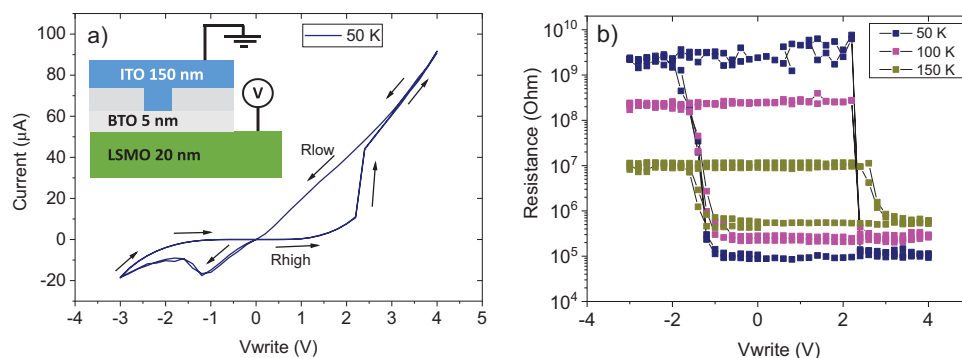 a)
50 K
ITO 150 nm
BTO 5 nm
LSMO 20 nm
V
Rlow
Rhigh
Current (μA)
100
80
60
40
20
0
-20
-4 -3 -2 -1 0 1 2 3 4 5
Vwrite (V)
b)
50 K
100 K
150 K
Resistance (Ohm)
10^10
10^9
10^8
10^7
10^6
10^5
10^4
-4 -2 0 2 4
Vwrite (V)